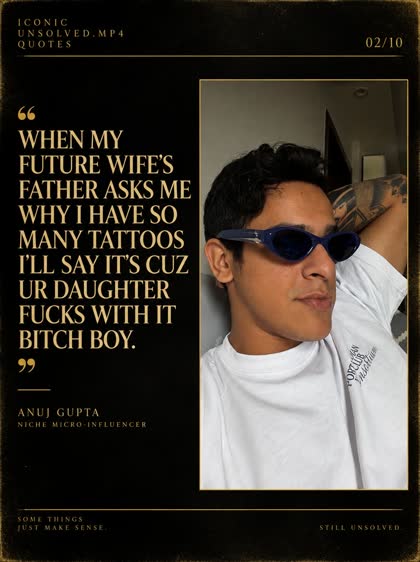 ICONIC
UNSOLVED.MP4
QUOTES
02/10
“
WHEN MY
FUTURE WIFE'S
FATHER ASKS ME
WHY I HAVE SO
MANY TATTOOS
I'LL SAY IT'S CUZ
UR DAUGHTER
FUCKS WITH IT
BITCH BOY.
”
ANUJ GUPTA
NICHE MICRO-INFLUENCER
SOME THINGS
JUST MAKE SENSE.
STILL UNSOLVED.